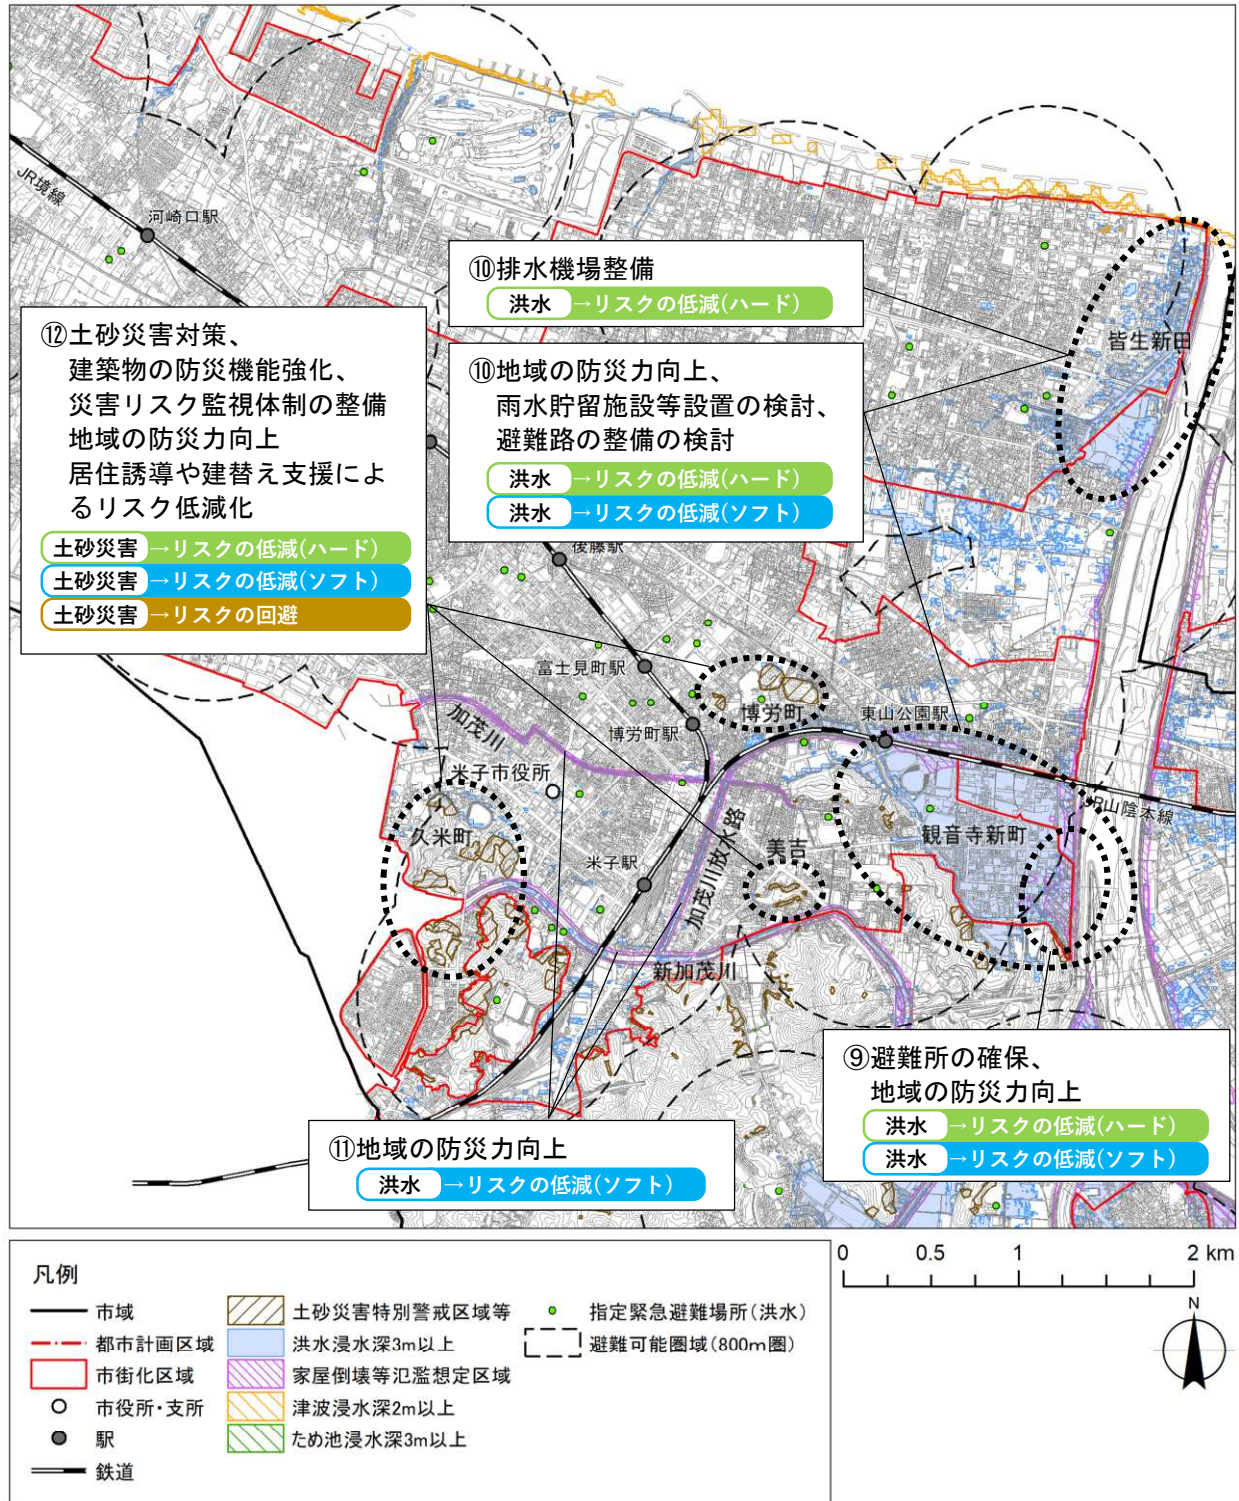 JR境線
河崎口駅
⑩排水機場整備
洪水→リスクの低減(ハード)
皆生新田
⑫土砂災害対策、
建築物の防災機能強化、
災害リスク監視体制の整備
地域の防災力向上
居住誘導や建替え支援によ
るリスク低減化
土砂災害→リスクの低減(ハード)
土砂災害→リスクの低減(ソフト)
土砂災害→リスクの回避
⑩地域の防災力向上、
雨水貯留施設等設置の検討、
避難路の整備の検討
洪水→リスクの低減(ハード)
洪水→リスクの低減(ソフト)
後藤駅
富士見町駅
博労町
東山公園駅
博労町駅
加茂川
米子市役所
JR山陰本線
久米町
観音寺新町
美吉
米子駅
加茂川放水路
新加茂川
⑨避難所の確保、
地域の防災力向上
洪水→リスクの低減(ハード)
洪水→リスクの低減(ソフト)
⑪地域の防災力向上
洪水→リスクの低減(ソフト)
凡例
市域
都市計画区域
市街化区域
市役所・支所
駅
鉄道
土砂災害特別警戒区域等
洪水浸水深3m以上
家屋倒壊等氾濫想定区域
津波浸水深2m以上
ため池浸水深3m以上
指定緊急避難場所(洪水)
避難可能圏域(800m圏)
0 0.5 1 2 km
N